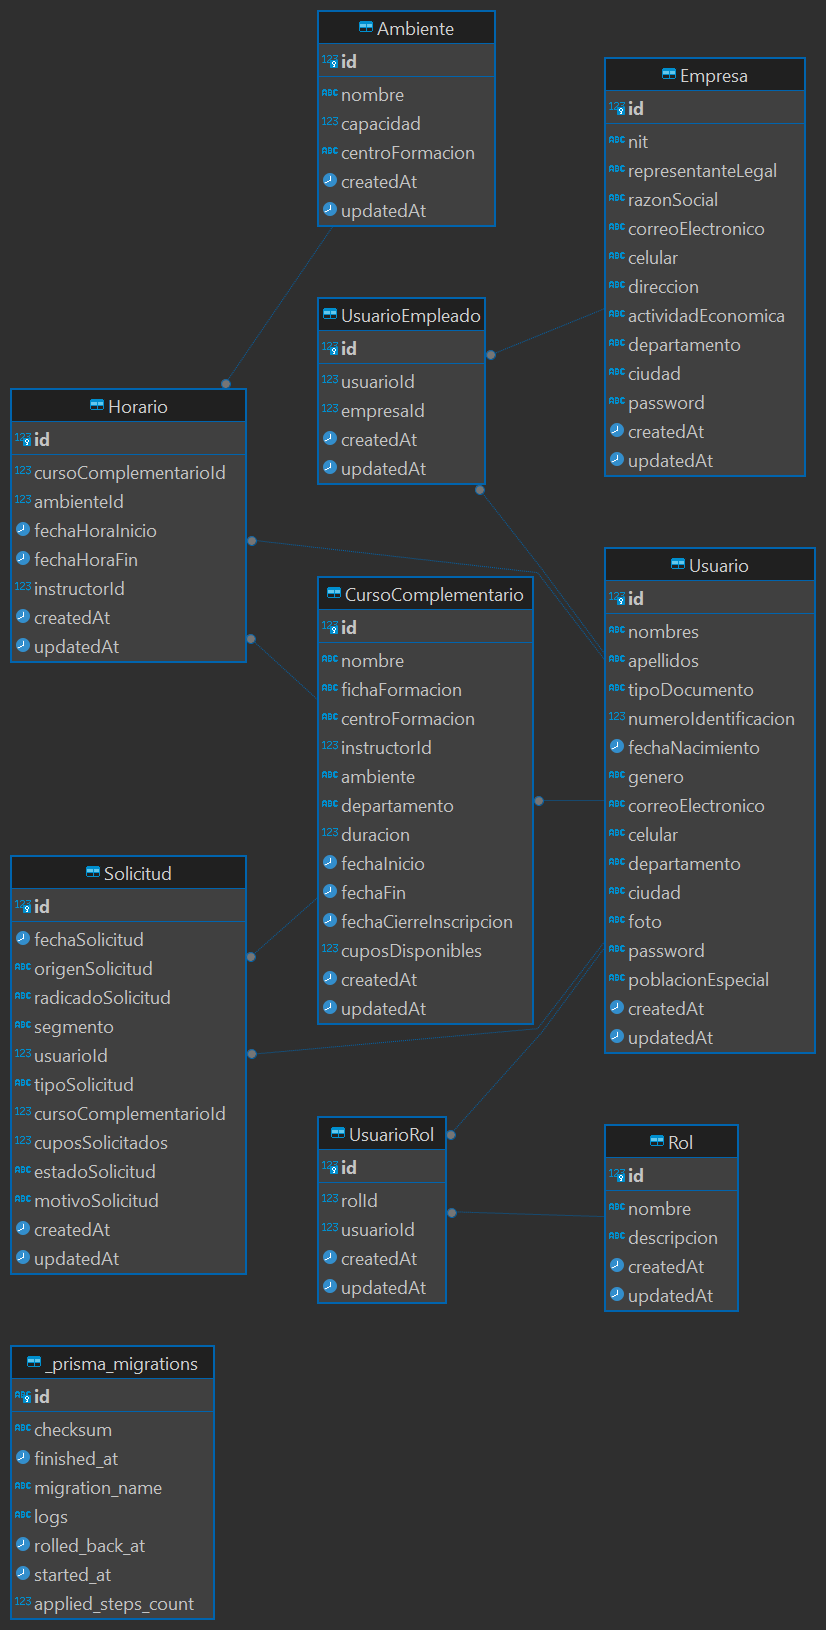 Ambiente
id
nombre
capacidad
centroFormacion
createdAt
updatedAt
Empresa
id
nit
representanteLegal
razonSocial
correoElectronico
celular
direccion
actividadEconomica
departamento
ciudad
password
createdAt
updatedAt
UsuarioEmpleado
id
usuarioId
empresaId
createdAt
updatedAt
Horario
id
cursoComplementarioId
ambienteId
fechaHoraInicio
fechaHoraFin
instructorId
createdAt
updatedAt
CursoComplementario
id
nombre
fichaFormacion
centroFormacion
instructorId
ambiente
departamento
duracion
fechaInicio
fechaFin
fechaCierreInscripcion
cuposDisponibles
createdAt
updatedAt
Usuario
id
nombres
apellidos
tipoDocumento
numeroIdentificacion
fechaNacimiento
genero
correoElectronico
celular
departamento
ciudad
foto
password
poblacionEspecial
createdAt
updatedAt
Solicitud
id
fechaSolicitud
origenSolicitud
radicadoSolicitud
segmento
usuarioId
tipoSolicitud
cursoComplementarioId
cuposSolicitados
estadoSolicitud
motivoSolicitud
createdAt
updatedAt
UsuarioRol
id
rolId
usuarioId
createdAt
updatedAt
Rol
id
nombre
descripcion
createdAt
updatedAt
_prisma_migrations
id
checksum
finished_at
migration_name
logs
rolled_back_at
started_at
applied_steps_count